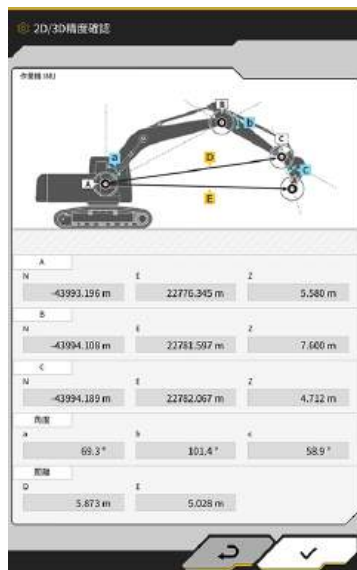 2D/3D精度確認
作業機 IMU
B
b
a
C
D
c
A
E
A
N E Z
-43993.196 m 22776.345 m 5.580 m
B
N E Z
-43994.108 m 22781.597 m 7.600 m
C
N E Z
-43994.189 m 22782.067 m 4.712 m
角度
a b c
69.3° 101.4° 58.9°
距離
D E
5.873 m 5.028 m